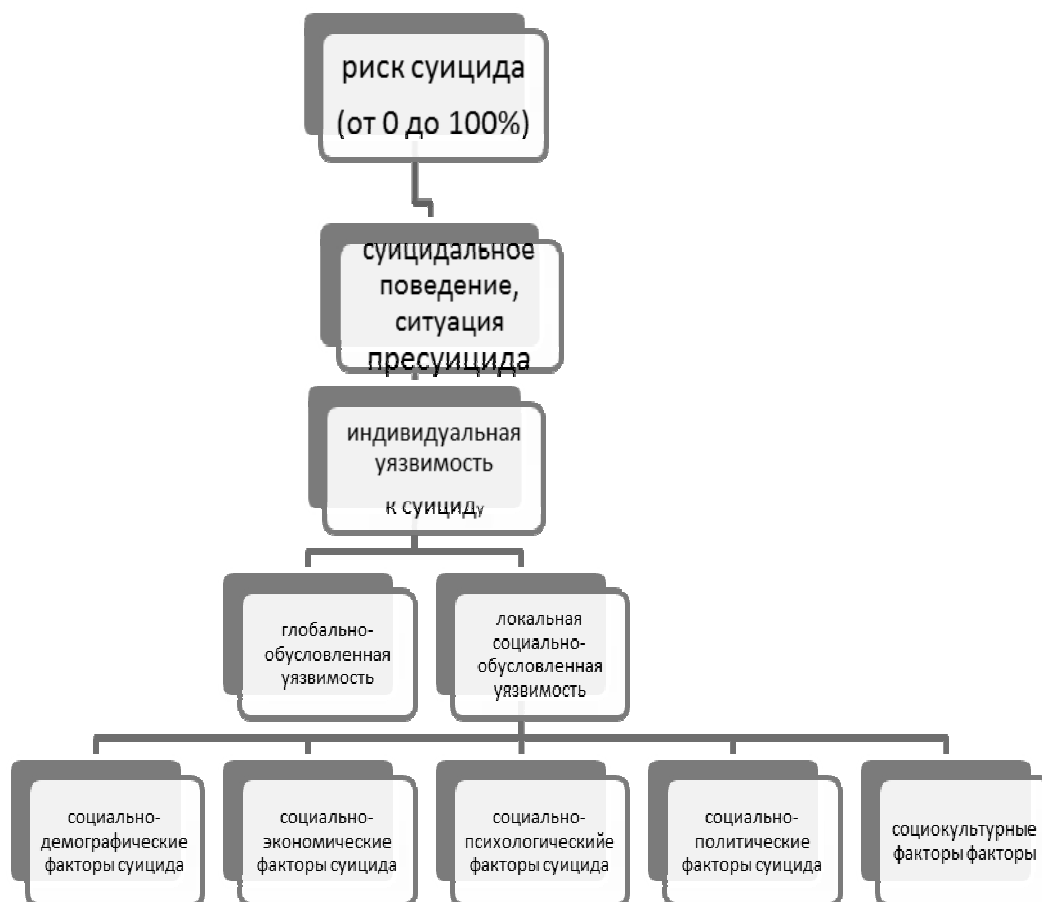 риск суицида
(от 0 до 100%)
суицидальное
поведение,
ситуация
пресуицида
индивидуальная
уязвимость
к суициду
глобально-
обусловленная
уязвимость
локальная
социально-
обусловленная
уязвимость
социально-
демографические
факторы суицида
социально-
экономические
факторы суицида
социально-
психологическийе
факторы суицида
социально-
политические
факторы суицида
социокультурные
факторы факторы